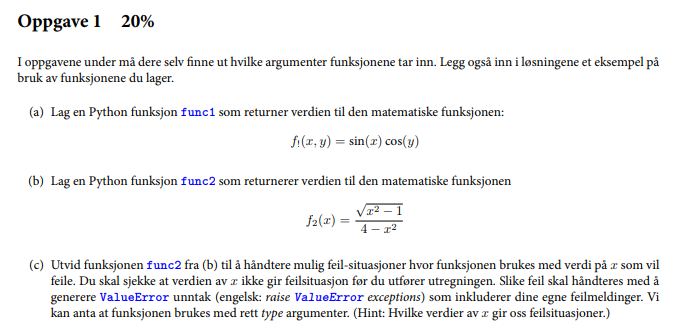 Oppgave 1 20%
I oppgavene under må dere selv finne ut hvilke argumenter funksjonene tar inn. Legg også inn i løsningene et eksempel på
bruk av funksjonene du lager.
(a) Lag en Python funksjon func1 som returner verdien til den matematiske funksjonen:
f!(x, y) = sin(x) cos(y)
(b) Lag en Python funksjon func2 som returnerer verdien til den matematiske funksjonen
f₂(x) = √(x² − 1) / (4 − x²)
(c) Utvid funksjonen func2 fra (b) til å håndtere mulig feil-situasjoner hvor funksjonen brukes med verdi på x som vil
feile. Du skal sjekke at verdien av x ikke gir feilsituasjon før du utfører utregningen. Slike feil skal håndteres med å
generere ValueError unntak (engelsk: raise ValueError exceptions) som inkluderer dine egne feilmeldinger. Vi
kan anta at funksjonen brukes med rett type argumenter. (Hint: Hvilke verdier av x gir oss feilsituasjoner.)